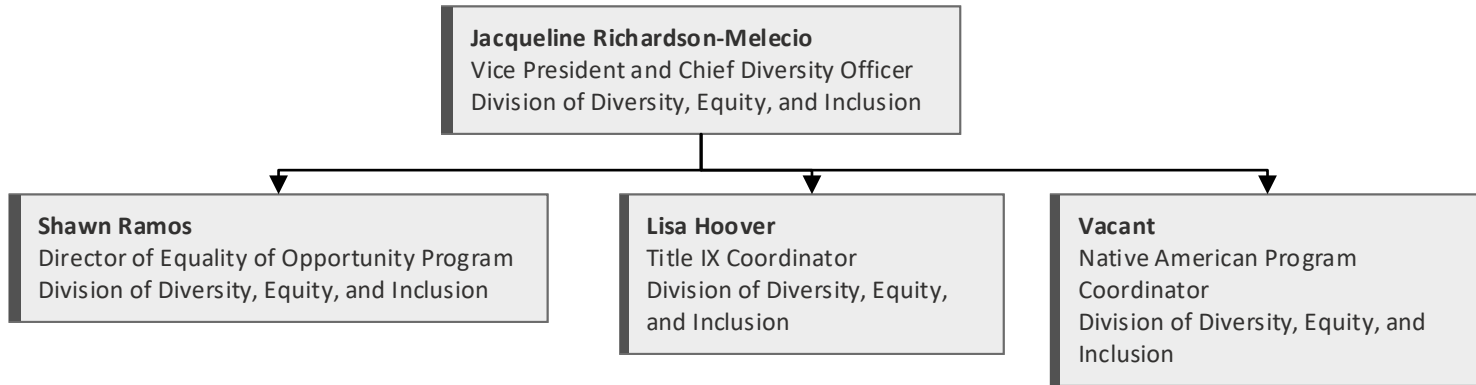 Jacqueline Richardson-Melecio
Vice President and Chief Diversity Officer
Division of Diversity, Equity, and Inclusion
Shawn Ramos
Director of Equality of Opportunity Program
Division of Diversity, Equity, and Inclusion
Lisa Hoover
Title IX Coordinator
Division of Diversity, Equity,
and Inclusion
Vacant
Native American Program
Coordinator
Division of Diversity, Equity, and
Inclusion